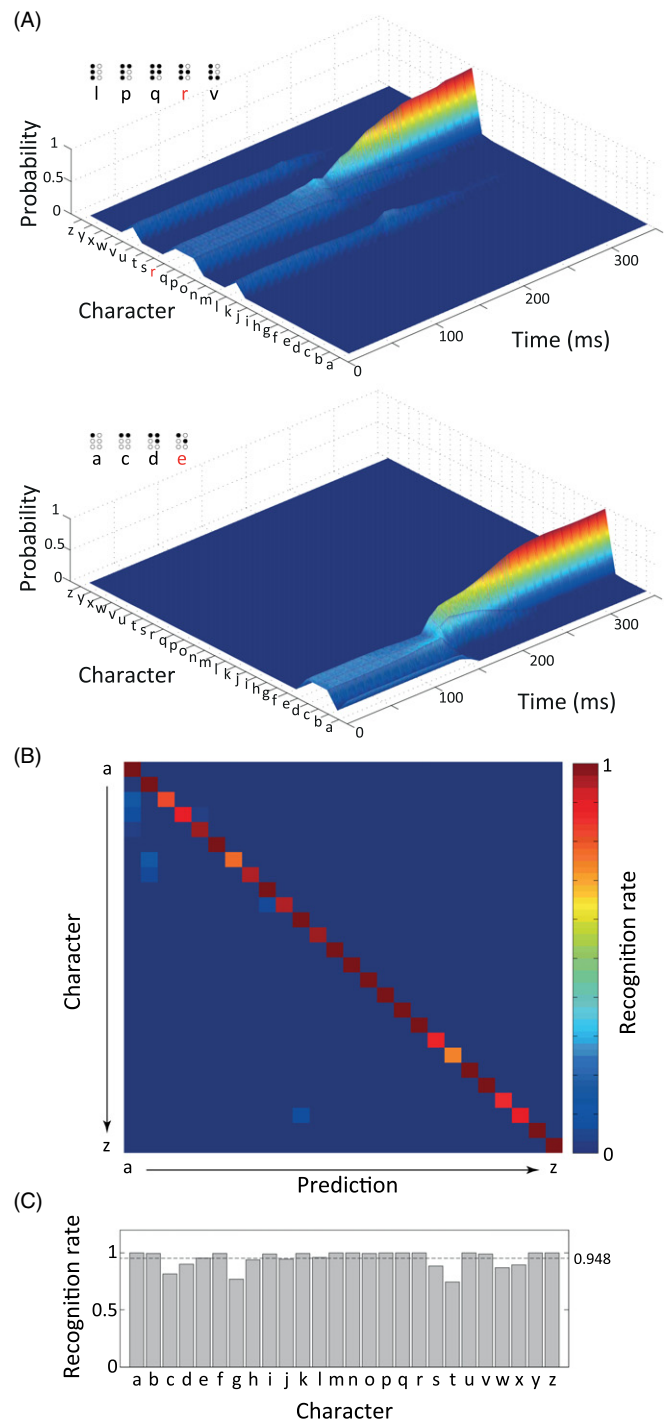 (A)
l p q r v
1
0.5
0
Probability
z y x w v u t s r q p o n m l k j i h g f e d c b a
Character
0 100 200 300
Time (ms)
a c d e
1
0.5
0
Probability
z y x w v u t s r q p o n m l k j i h g f e d c b a
Character
0 100 200 300
Time (ms)
(B)
a
Character
z
a z
Prediction
1
0
Recognition rate
(C)
Recognition rate
1
0.5
0
0.948
a b c d e f g h i j k l m n o p q r s t u v w x y z
Character